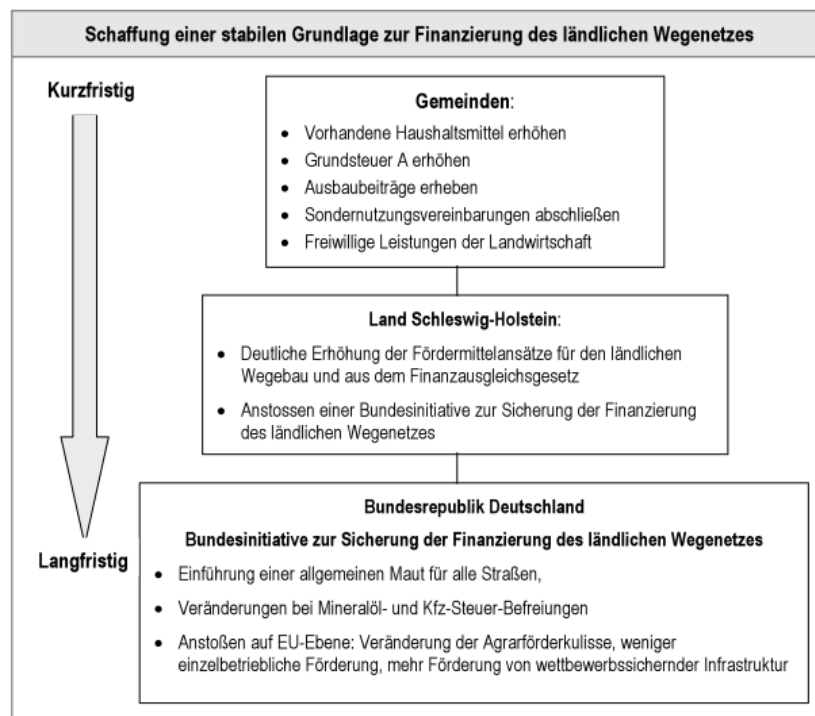 Schaffung einer stabilen Grundlage zur Finanzierung des ländlichen Wegenetzes
Kurzfristig
Gemeinden:
• Vorhandene Haushaltsmittel erhöhen
• Grundsteuer A erhöhen
• Ausbaubeiträge erheben
• Sondernutzungsvereinbarungen abschließen
• Freiwillige Leistungen der Landwirtschaft
Land Schleswig-Holstein:
• Deutliche Erhöhung der Fördermittelansätze für den ländlichen
Wegebau und aus dem Finanzausgleichsgesetz
• Anstossen einer Bundesinitiative zur Sicherung der Finanzierung
des ländlichen Wegenetzes
Langfristig
Bundesrepublik Deutschland
Bundesinitiative zur Sicherung der Finanzierung des ländlichen Wegenetzes
• Einführung einer allgemeinen Maut für alle Straßen,
• Veränderungen bei Mineralöl- und Kfz-Steuer-Befreiungen
• Anstoßen auf EU-Ebene: Veränderung der Agrarförderkulisse, weniger
einzelbetriebliche Förderung, mehr Förderung von wettbewerbssichernder Infrastruktur